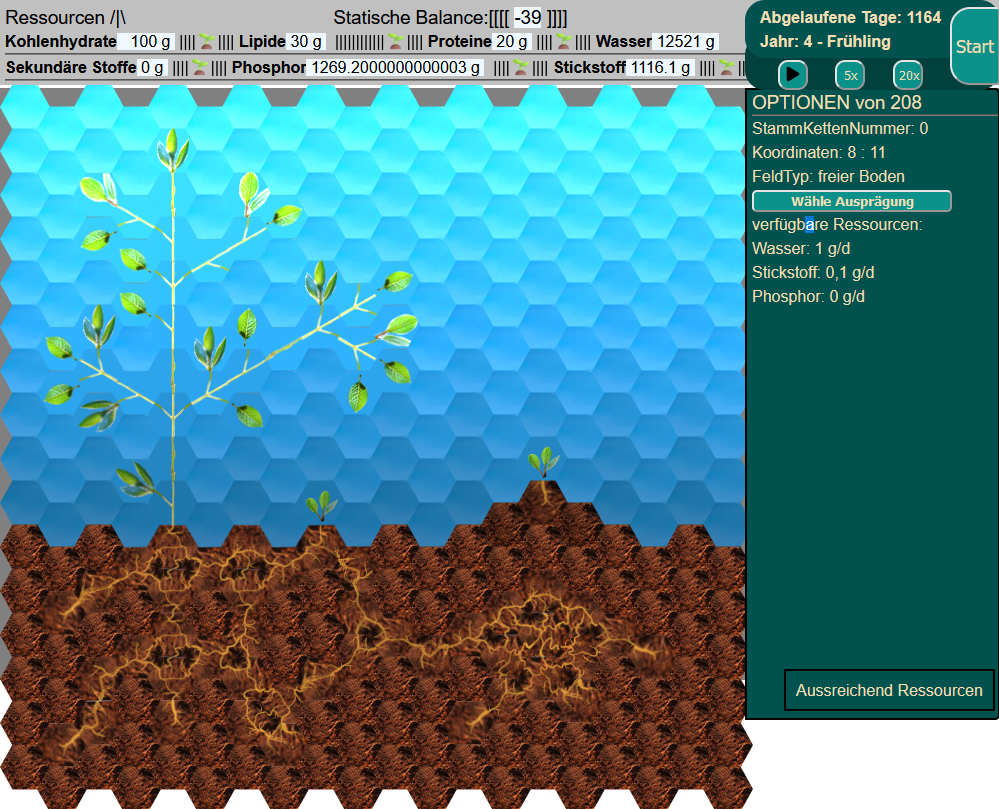 Ressourcen /|\ Statische Balance:[[[[ -39 ]]]]
Kohlenhydrate 100 g |||| |||| Lipide 30 g ||||||||||| |||| Proteine 20 g |||| |||| Wasser 12521 g
Sekundäre Stoffe 0 g |||| |||| Phosphor 1269.2000000000003 g |||| |||| Stickstoff 1116.1 g |||| ||
Abgelaufene Tage: 1164
Jahr: 4 - Frühling
Start
5x
20x
OPTIONEN von 208
StammKettenNummer: 0
Koordinaten: 8 : 11
FeldTyp: freier Boden
Wähle Ausprägung
verfügbare Ressourcen:
Wasser: 1 g/d
Stickstoff: 0,1 g/d
Phosphor: 0 g/d
Aussreichend Ressourcen